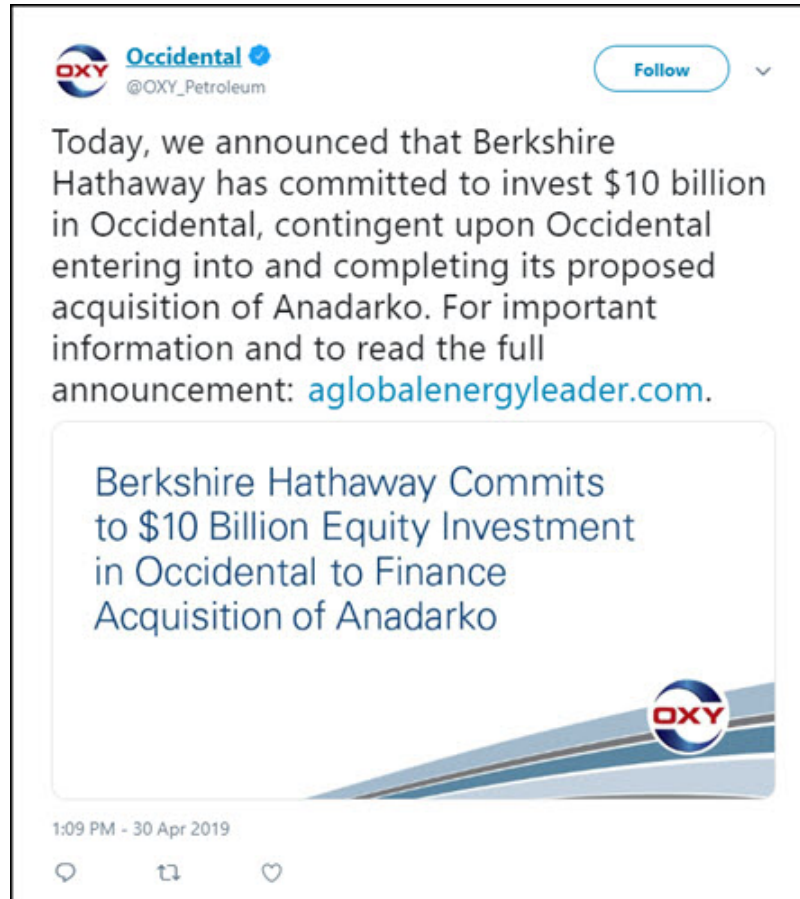 OXY
Occidental
@OXY_Petroleum
Follow
Today, we announced that Berkshire
Hathaway has committed to invest $10 billion
in Occidental, contingent upon Occidental
entering into and completing its proposed
acquisition of Anadarko. For important
information and to read the full
announcement: aglobalenergyleader.com.
Berkshire Hathaway Commits
to $10 Billion Equity Investment
in Occidental to Finance
Acquisition of Anadarko
OXY
1:09 PM - 30 Apr 2019